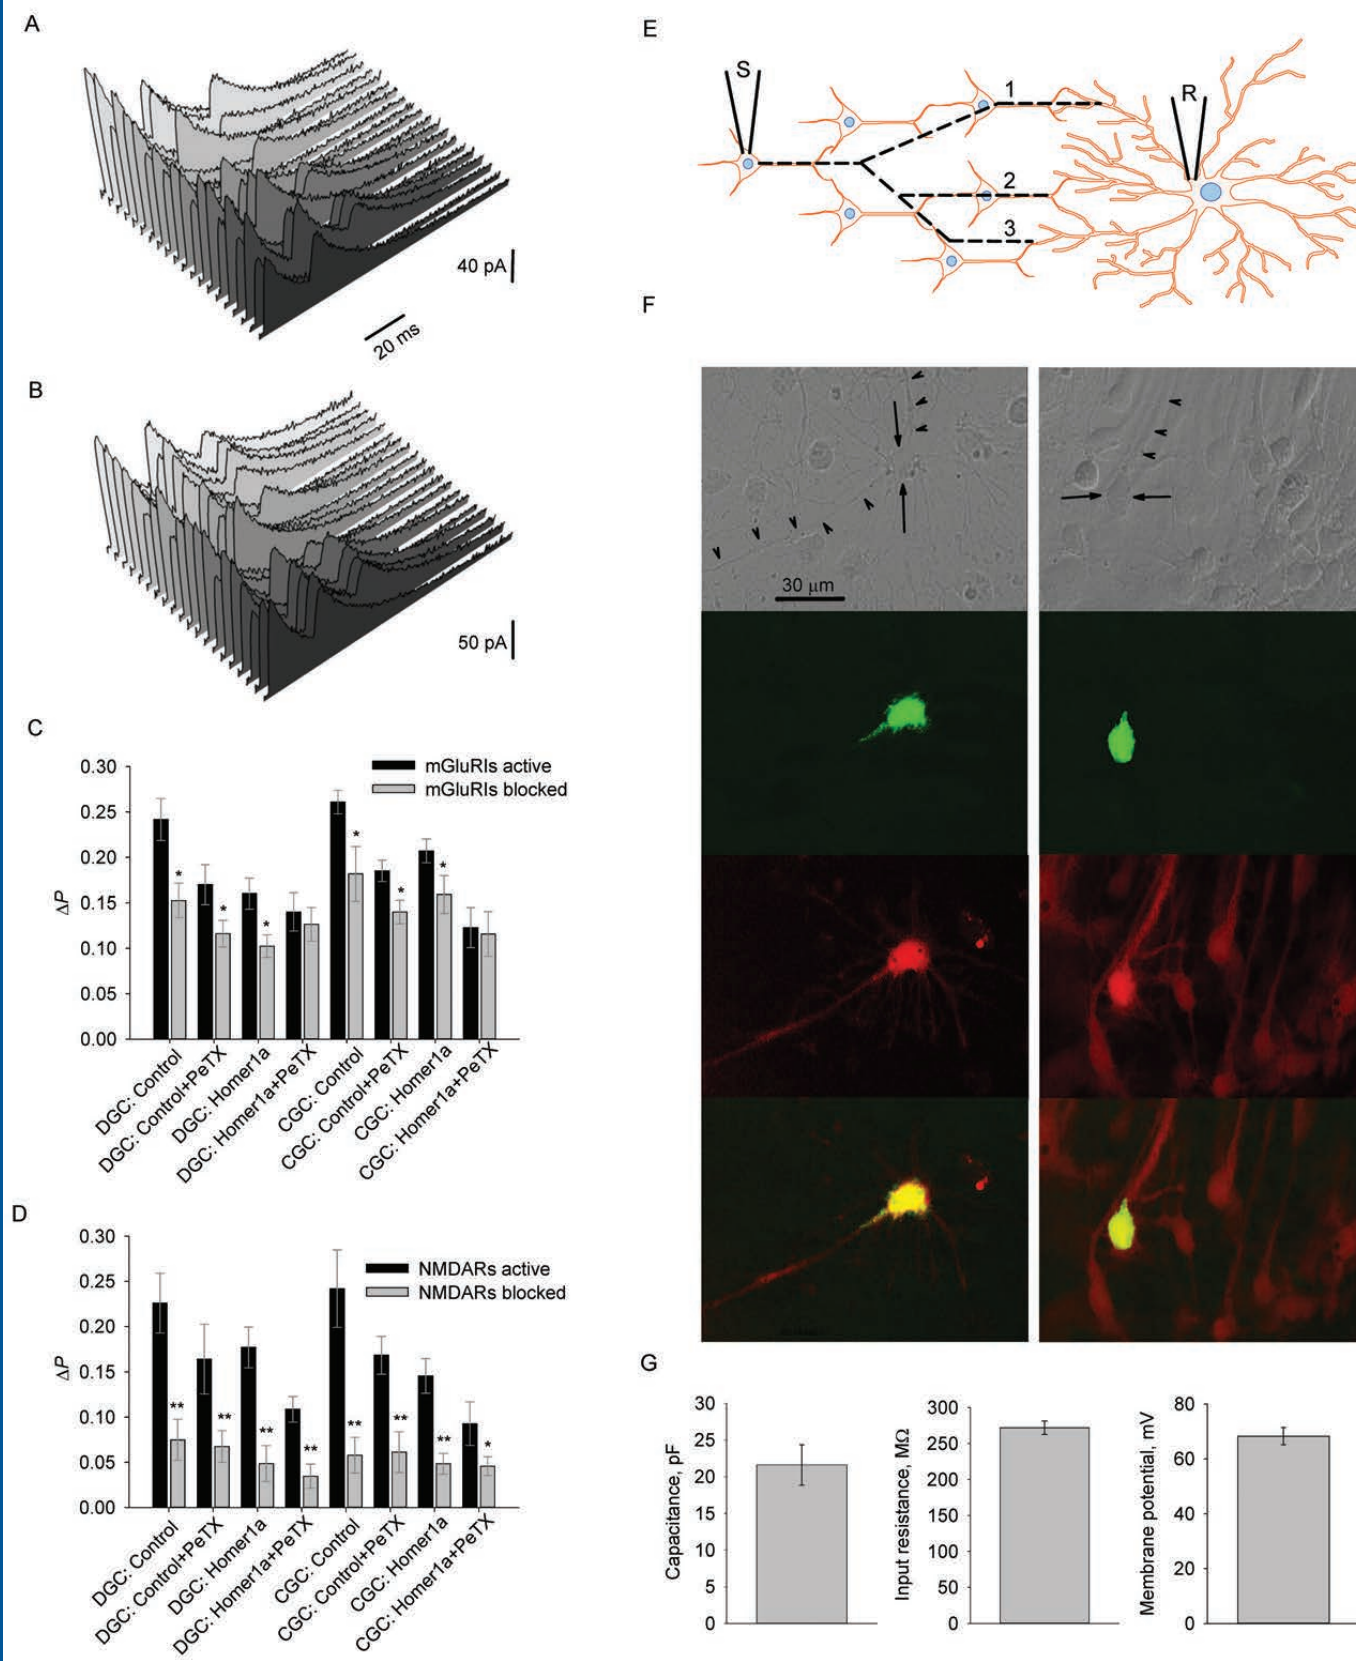 A
40 pA
20 ms
B
50 pA
C
0.30
0.25
0.20
0.15
0.10
0.05
0.00
ΔP
mGluRIs active
mGluRIs blocked
*
*
*
*
*
*
DGC: Control
DGC: Control+PeTX
DGC: Homer1a
DGC: Homer1a+PeTX
CGC: Control
CGC: Control+PeTX
CGC: Homer1a
CGC: Homer1a+PeTX
D
0.30
0.25
0.20
0.15
0.10
0.05
0.00
ΔP
NMDARs active
NMDARs blocked
**
**
**
**
**
**
**
*
DGC: Control
DGC: Control+PeTX
DGC: Homer1a
DGC: Homer1a+PeTX
CGC: Control
CGC: Control+PeTX
CGC: Homer1a
CGC: Homer1a+PeTX
E
S
1
R
2
3
F
30 μm
G
30
25
20
15
10
5
0
Capacitance, pF
300
250
200
150
100
50
0
Input resistance, MΩ
80
60
40
20
0
Membrane potential, mV